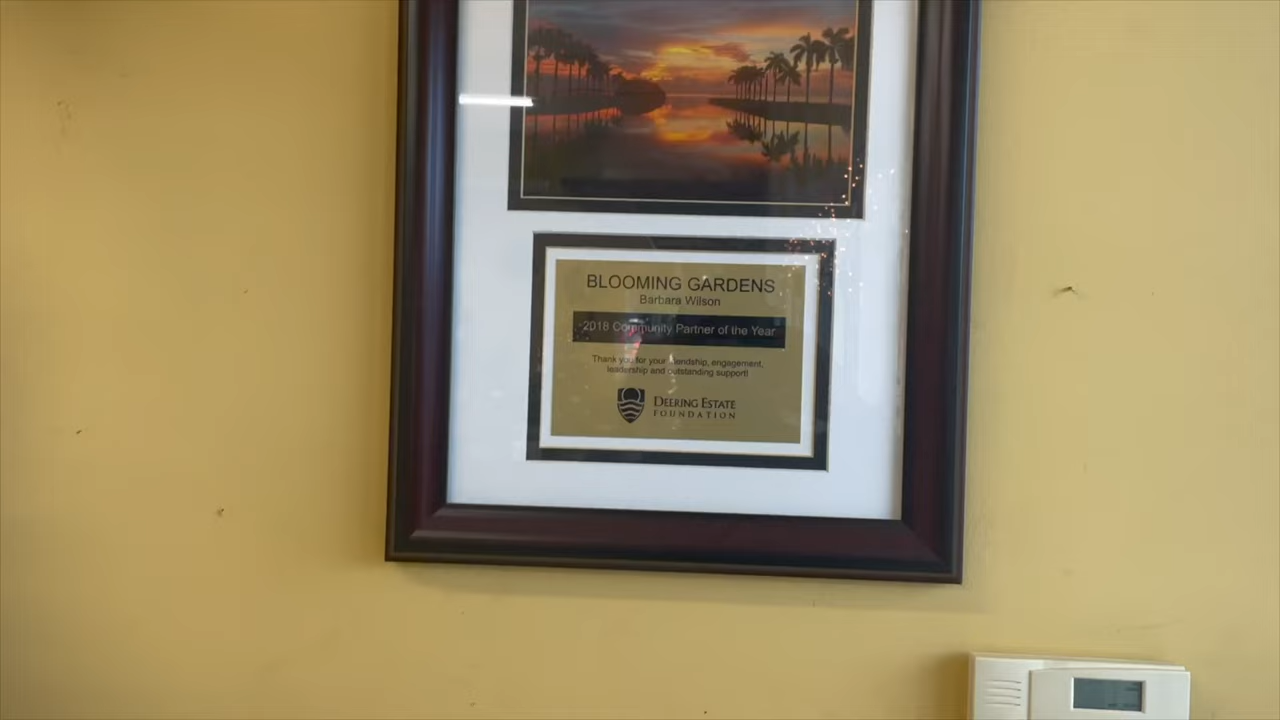 BLOOMING GARDENS
Barbara Wilson
2018 Community Partner of the Year
Thank you for your friendship, engagement,
leadership and outstanding support!
DEERING ESTATE
FOUNDATION